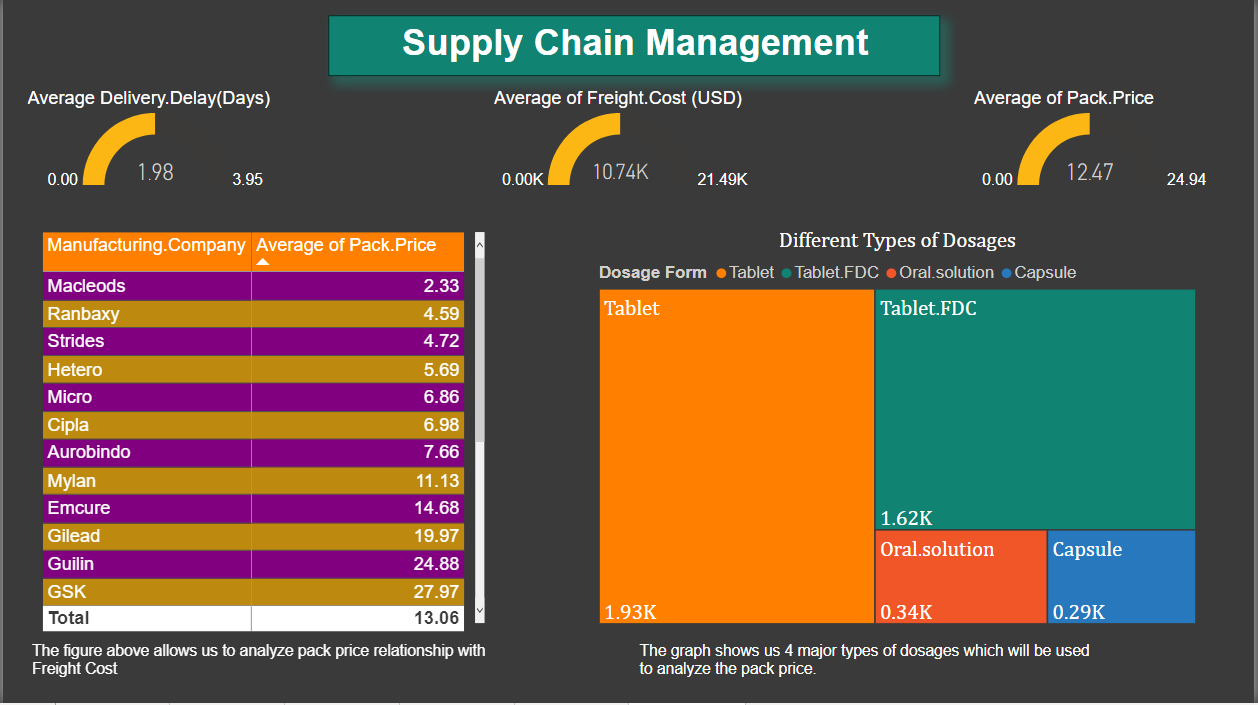 Supply Chain Management
Average Delivery.Delay(Days)
0.00
1.98
3.95
Average of Freight.Cost (USD)
0.00K
10.74K
21.49K
Average of Pack.Price
0.00
12.47
24.94
Manufacturing.Company Average of Pack.Price
Macleods 2.33
Ranbaxy 4.59
Strides 4.72
Hetero 5.69
Micro 6.86
Cipla 6.98
Aurobindo 7.66
Mylan 11.13
Emcure 14.68
Gilead 19.97
Guilin 24.88
GSK 27.97
Total 13.06
The figure above allows us to analyze pack price relationship with
Freight Cost
Different Types of Dosages
Dosage Form Tablet Tablet.FDC Oral.solution Capsule
Tablet
1.93K
Tablet.FDC
1.62K
Oral.solution
0.34K
Capsule
0.29K
The graph shows us 4 major types of dosages which will be used
to analyze the pack price.